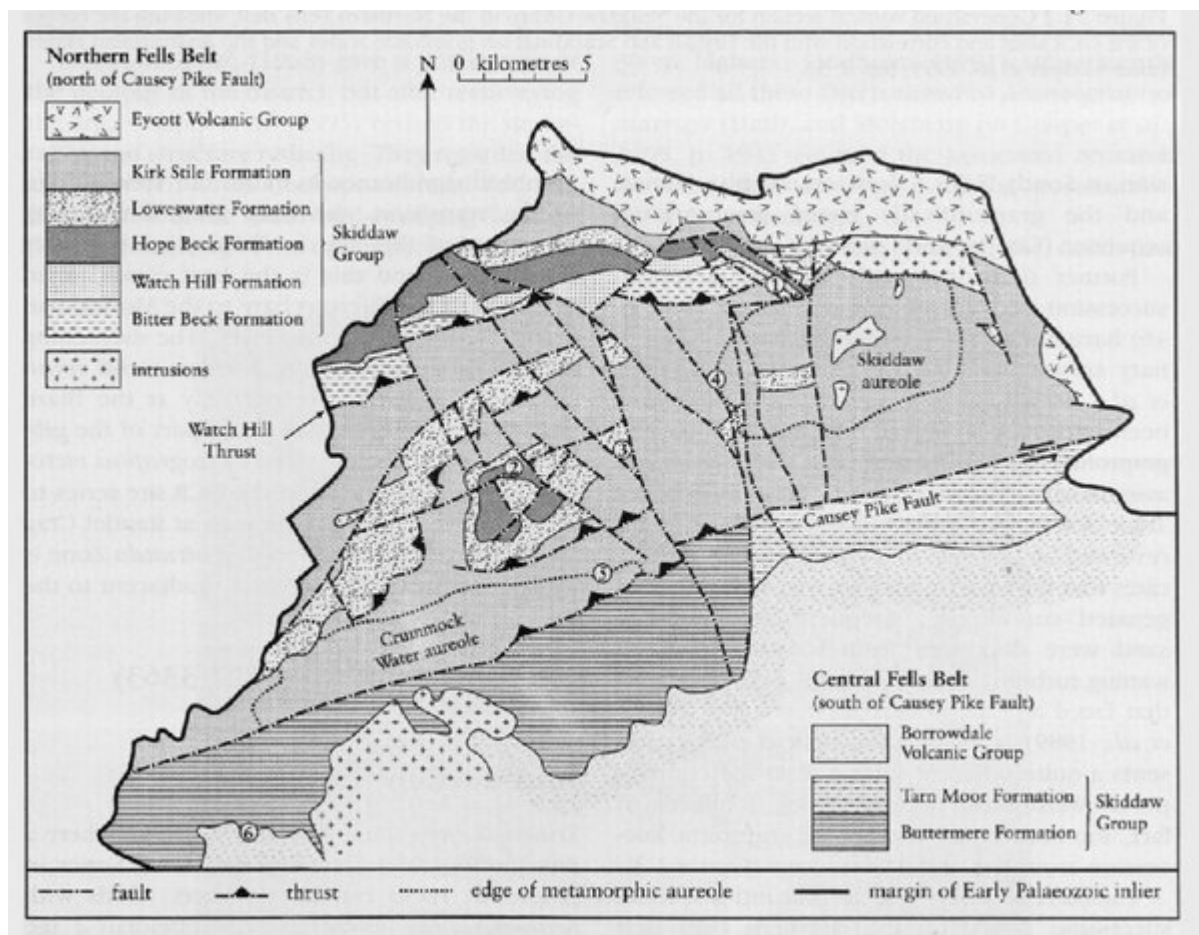 Northern Fells Belt
(north of Causey Pike Fault)
Eycott Volcanic Group
Kirk Stile Formation
Loweswater Formation
Hope Beck Formation
Watch Hill Formation
Bitter Beck Formation
Skiddaw
Group
intrusions
N
0 kilometres 5
Watch Hill
Thrust
1
2
3
4
5
6
Skiddaw
aureole
Causey Pike Fault
Crummock
Water aureole
Central Fells Belt
(south of Causey Pike Fault)
Borrowdale
Volcanic Group
Tarn Moor Formation
Buttermere Formation
Skiddaw
Group
fault
thrust
edge of metamorphic aureole
margin of Early Palaeozoic inlier